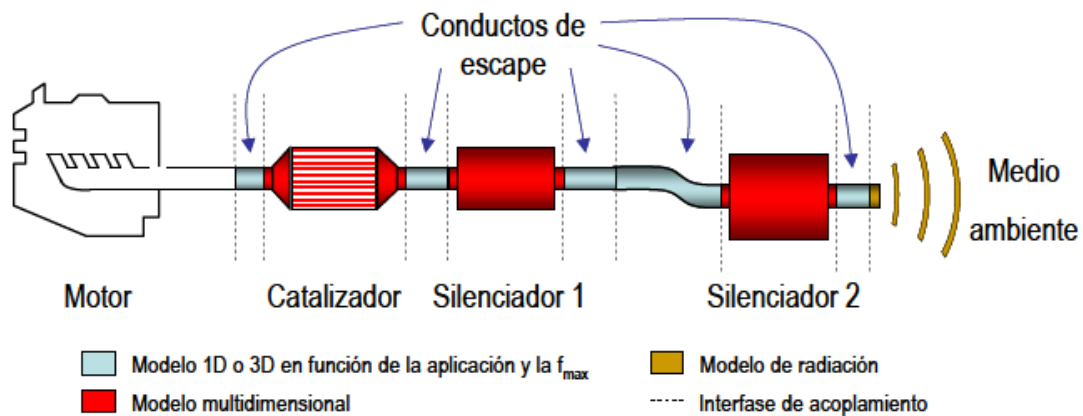 Conductos de
escape
Medio
ambiente
Motor
Catalizador
Silenciador 1
Silenciador 2
Modelo 1D o 3D en función de la aplicación y la fmax
Modelo de radiación
Modelo multidimensional
Interfase de acoplamiento